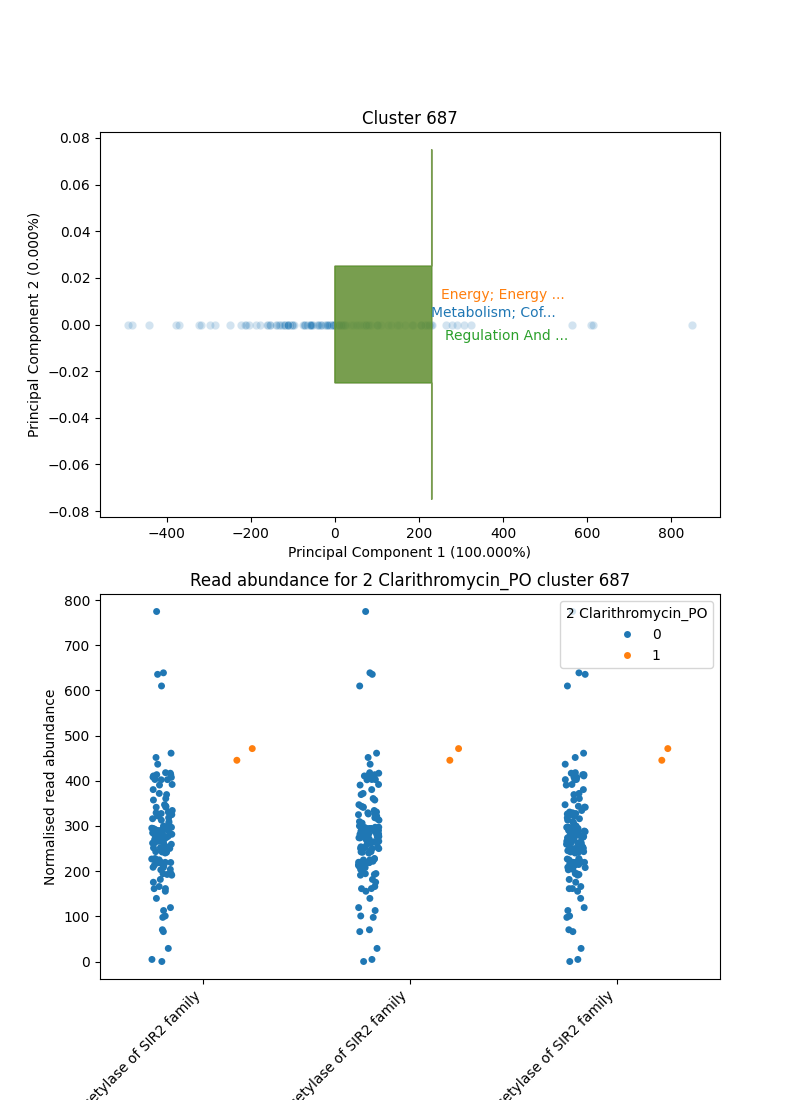 Cluster 687
0.08
0.06
0.04
0.02
0.00
−0.02
−0.04
−0.06
−0.08
Principal Component 2 (0.000%)
Energy; Energy ...
Metabolism; Cof...
Regulation And ...
−400 −200 0 200 400 600 800
Principal Component 1 (100.000%)
Read abundance for 2 Clarithromycin_PO cluster 687
800
700
600
500
400
300
200
100
0
Normalised read abundance
2 Clarithromycin_PO
0
1
of SIR2 family
of SIR2 family
of SIR2 family